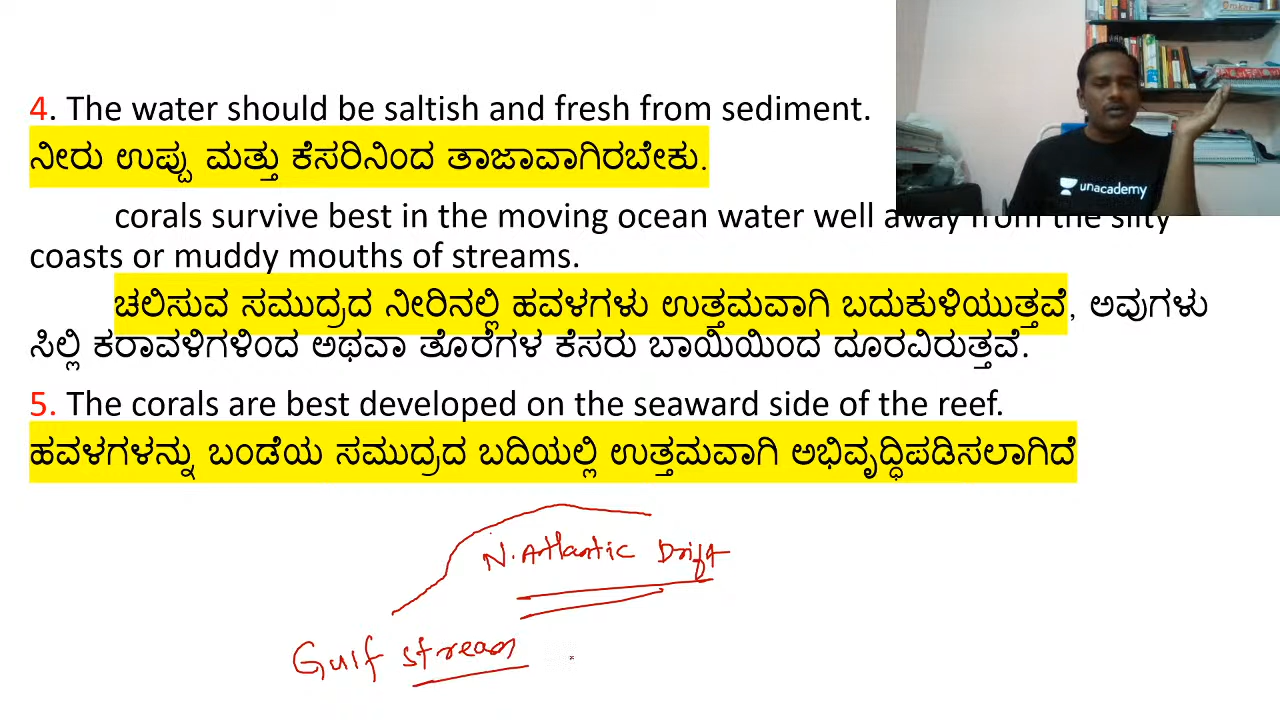 4. The water should be saltish and fresh from sediment.
ನೀರು ಉಪ್ಪು ಮತ್ತು ಕೆಸರಿನಿಂದ ತಾಜಾವಾಗಿರಬೇಕು.
unacademy
corals survive best in the moving ocean water well away from the silty
coasts or muddy mouths of streams.
ಚಲಿಸುವ ಸಮುದ್ರದ ನೀರಿನಲ್ಲಿ ಹವಳಗಳು ಉತ್ತಮವಾಗಿ ಬದುಕುಳಿಯುತ್ತವೆ, ಅವುಗಳು
ಸಿಲ್ಲಿ ಕರಾವಳಿಗಳಿಂದ ಅಥವಾ ತೊರೆಗಳ ಕೆಸರು ಬಾಯಿಯಿಂದ ದೂರವಿರುತ್ತವೆ.
5. The corals are best developed on the seaward side of the reef.
ಹವಳಗಳನ್ನು ಬಂಡೆಯ ಸಮುದ್ರದ ಬದಿಯಲ್ಲಿ ಉತ್ತಮವಾಗಿ ಅಭಿವೃದ್ಧಿಪಡಿಸಲಾಗಿದೆ
N. Atlantic Drift
Gulf stream